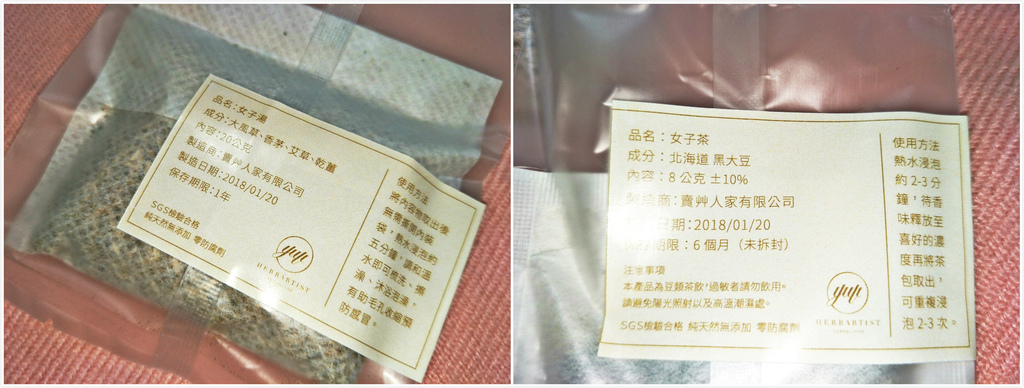 品名：女子湯
成分：大風草、香茅、艾草、乾薑
內容：20公克
製造商：賣艸人家有限公司
製造日期：2018/01/20
保存期限：1年
SGS檢驗合格
純天然無添加 零防腐劑
yuyi
HERBARTIST
使用方法
將內容物取出後
無需撕開內裝
袋，熱水浸泡約
五分鐘，調和溫
水即可擦洗、擦
澡、沐浴泡澡。
有助毛孔收縮預
防感冒。
品名：女子茶
成分：北海道 黑大豆
內容：8 公克 ±10%
製造商：賣艸人家有限公司
日期：2018/01/20
保存期限：6 個月（未拆封）
注意事項
本產品為豆類茶飲，過敏者請勿飲用。
請避免陽光照射以及高溫潮濕處。
SGS檢驗合格 純天然無添加 零防腐劑
yuyi
HERBARTIST
使用方法
熱水浸泡
約 2-3 分
鐘，待香
味釋放至
喜好的濃
度再將茶
包取出，
可重複浸
泡 2-3 次。